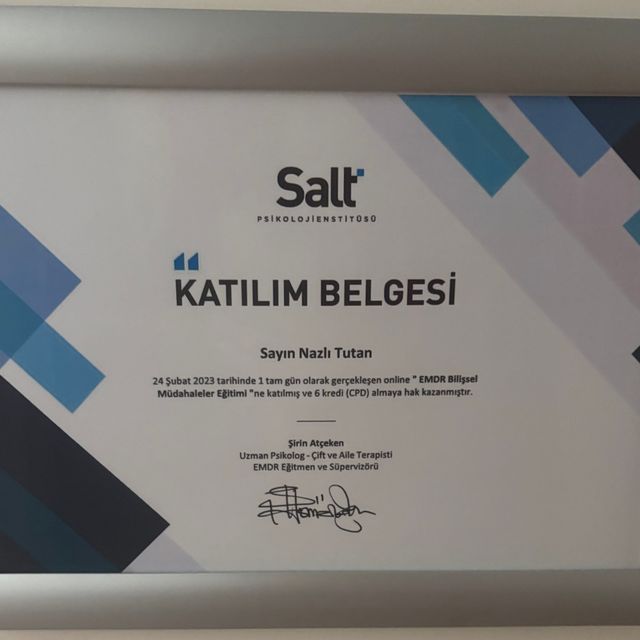 Salt
PSİKOLOJİENSTİTÜSÜ
KATILIM BELGESİ
Sayın Nazlı Tutan
24 Şubat 2023 tarihinde 1 tam gün olarak gerçekleşen online " EMDR Bilişsel
Müdahaleler Eğitimi "ne katılmış ve 6 kredi (CPD) almaya hak kazanmıştır.
Şirin Atçeken
Uzman Psikolog - Çift ve Aile Terapisti
EMDR Eğitmen ve Süpervizörü